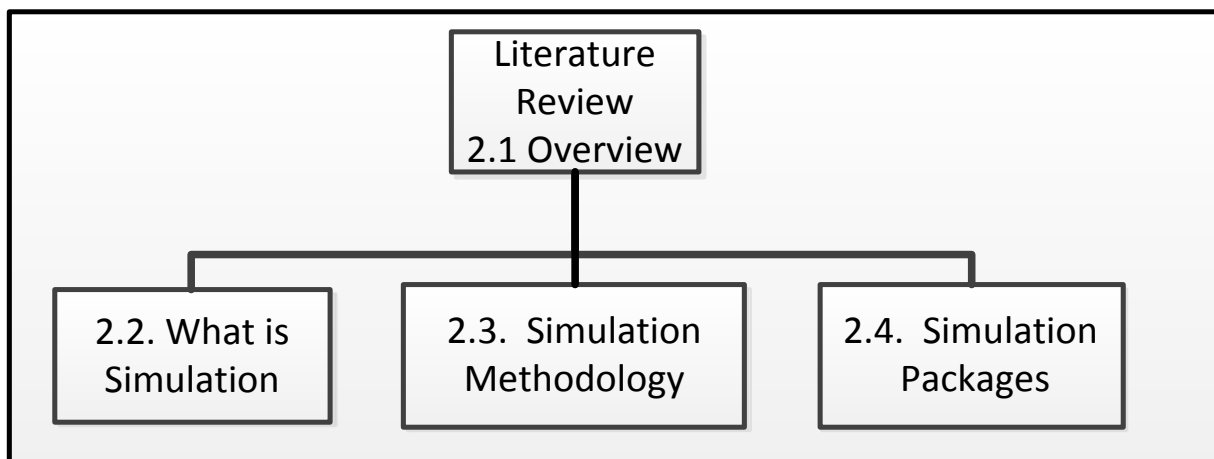 Literature
Review
2.1 Overview
2.2. What is
Simulation
2.3.  Simulation
Methodology
2.4.  Simulation
Packages